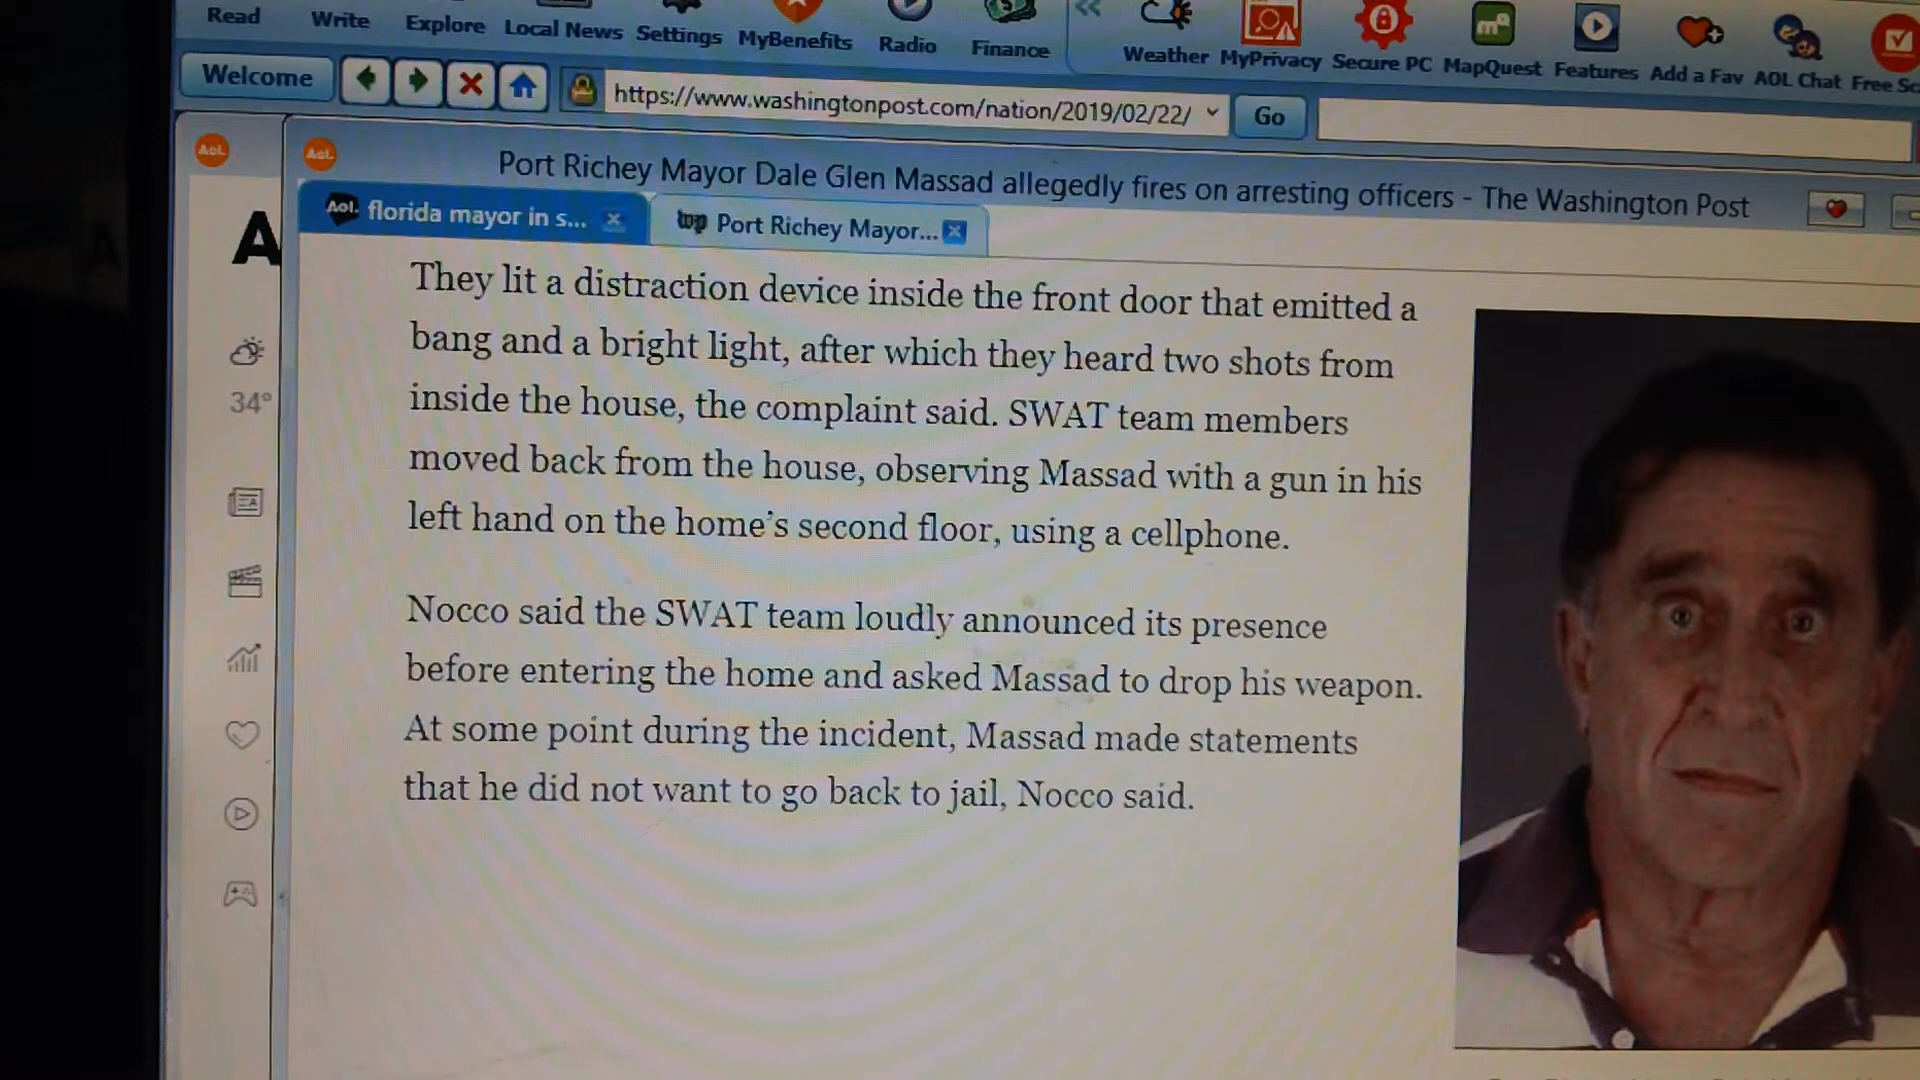 Read Write Explore Local News Settings MyBenefits Radio Finance Weather MyPrivacy Secure PC MapQuest Features Add a Fav AOL Chat Free
Welcome https://www.washingtonpost.com/nation/2019/02/22/ Go
Aol. Aol. Port Richey Mayor Dale Glen Massad allegedly fires on arresting officers - The Washington Post
Aol. florida mayor in s... wp Port Richey Mayor...
A
They lit a distraction device inside the front door that emitted a
bang and a bright light, after which they heard two shots from
inside the house, the complaint said. SWAT team members
moved back from the house, observing Massad with a gun in his
left hand on the home's second floor, using a cellphone.
34°
Nocco said the SWAT team loudly announced its presence
before entering the home and asked Massad to drop his weapon.
At some point during the incident, Massad made statements
that he did not want to go back to jail, Nocco said.